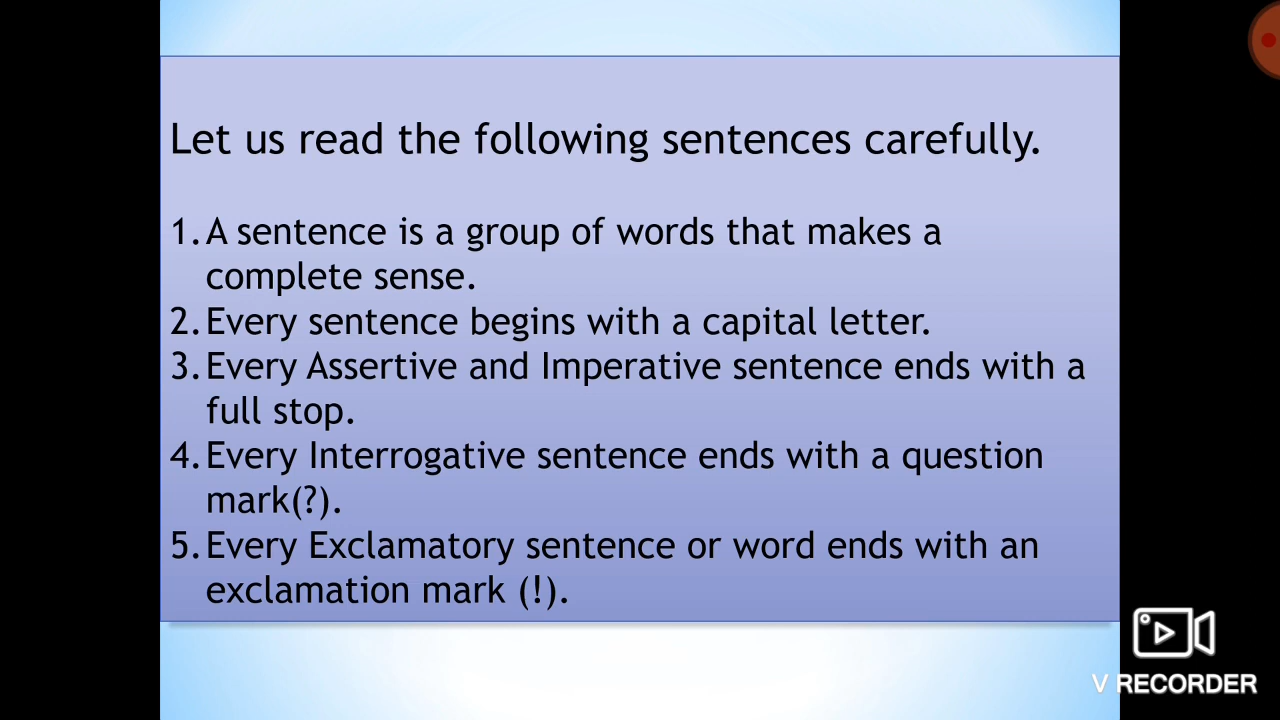 Let us read the following sentences carefully.
1. A sentence is a group of words that makes a
complete sense.
2. Every sentence begins with a capital letter.
3. Every Assertive and Imperative sentence ends with a
full stop.
4. Every Interrogative sentence ends with a question
mark(?).
5. Every Exclamatory sentence or word ends with an
exclamation mark (!).
V RECORDER